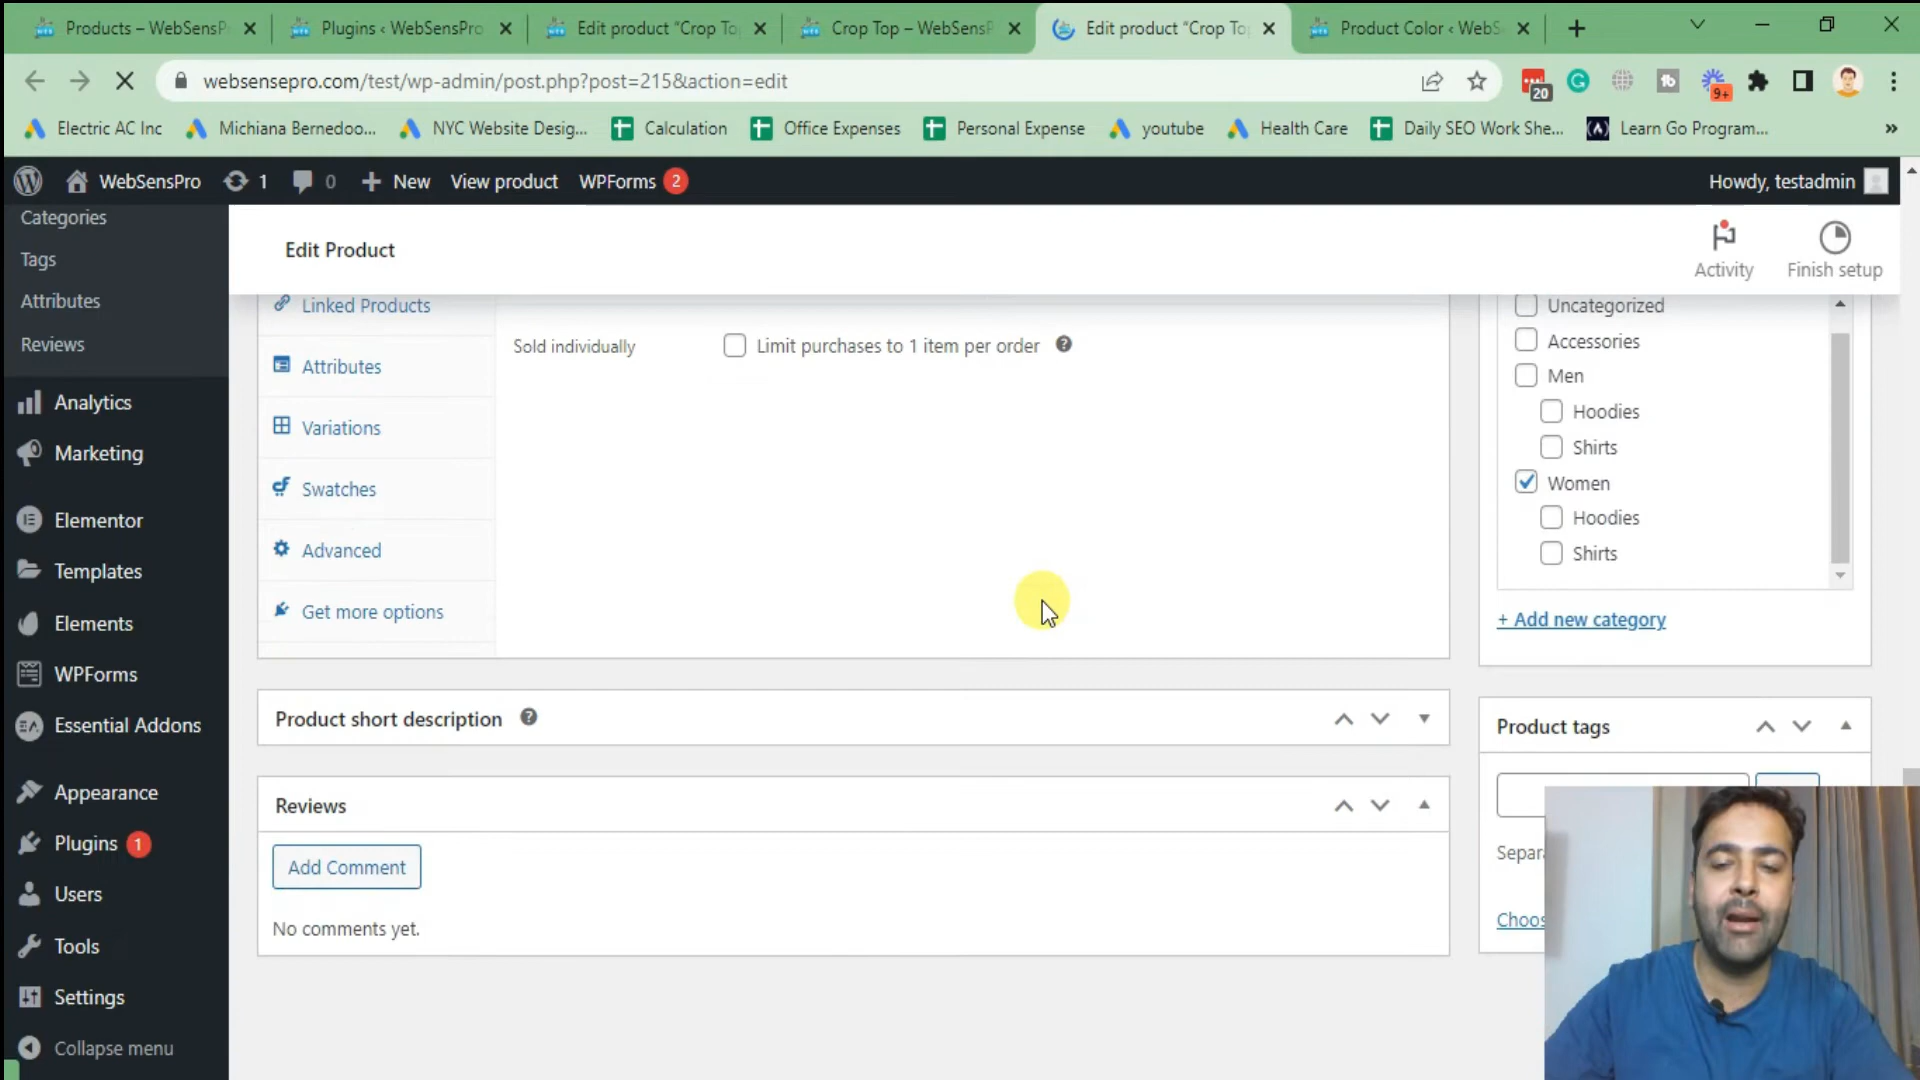 Products – WebSensP
Plugins ‹ WebSensPro
Edit product “Crop To
Crop Top – WebSensP
Edit product “Crop To
Product Color ‹ WebS
websensepro.com/test/wp-admin/post.php?post=215&action=edit
20
9+
Electric AC Inc
Michiana Bernedoo...
NYC Website Desig...
Calculation
Office Expenses
Personal Expense
youtube
Health Care
Daily SEO Work She...
Learn Go Program...
»
WebSensPro
1
0
New
View product
WPForms 2
Howdy, testadmin
Categories
Tags
Attributes
Reviews
Analytics
Marketing
Elementor
Templates
Elements
WPForms
Essential Addons
Appearance
Plugins 1
Users
Tools
Settings
Collapse menu
Edit Product
Activity
Finish setup
Linked Products
Attributes
Variations
Swatches
Advanced
Get more options
Sold individually
Limit purchases to 1 item per order
Uncategorized
Accessories
Men
Hoodies
Shirts
Women
Hoodies
Shirts
+ Add new category
Product short description
Reviews
Add Comment
No comments yet.
Product tags
Separ
Choos